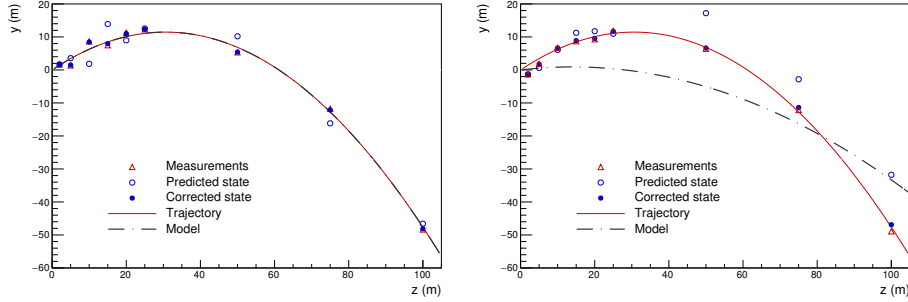 y (m)
20
10
0
−10
−20
−30
−40
−50
−60
Measurements
Predicted state
Corrected state
Trajectory
Model
0 20 40 60 80 100
z (m)
y (m)
20
10
0
−10
−20
−30
−40
−50
−60
Measurements
Predicted state
Corrected state
Trajectory
Model
0 20 40 60 80 100
z (m)